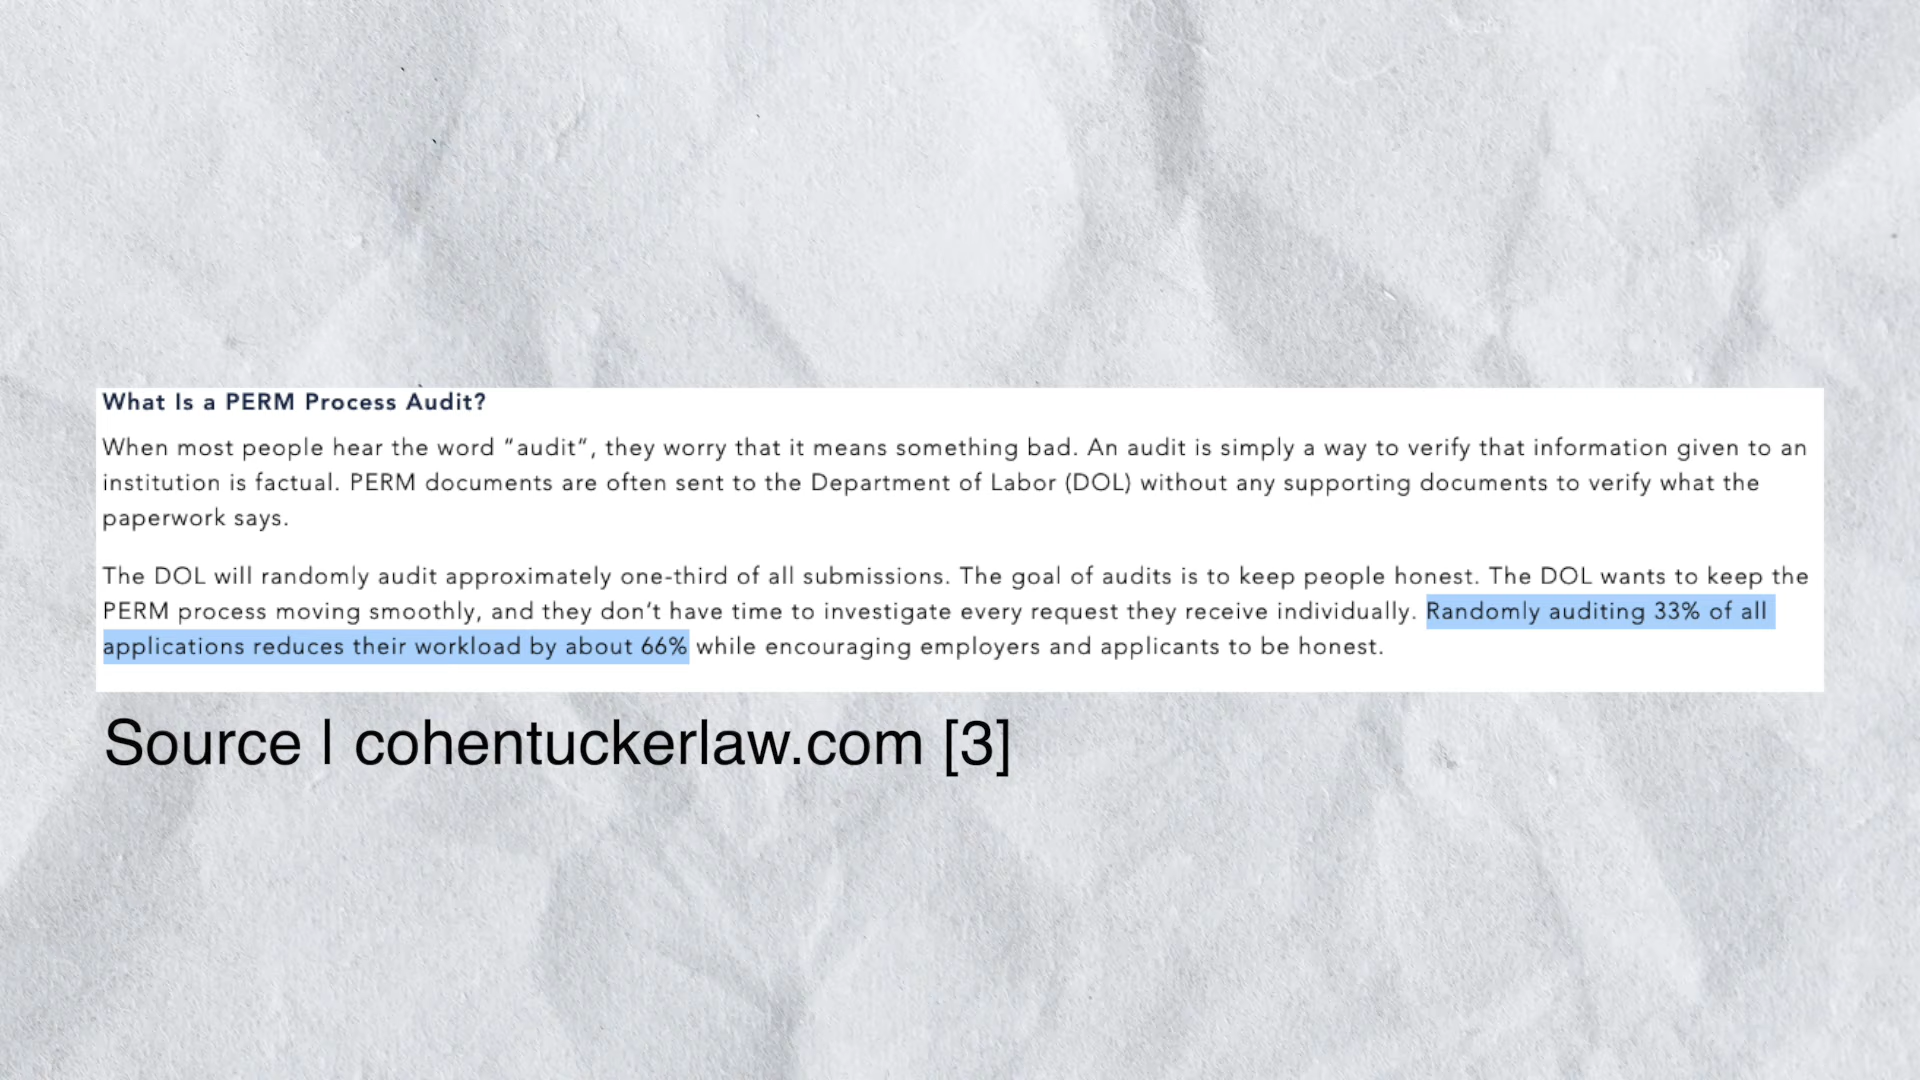 What Is a PERM Process Audit?
When most people hear the word “audit“, they worry that it means something bad. An audit is simply a way to verify that information given to an
institution is factual. PERM documents are often sent to the Department of Labor (DOL) without any supporting documents to verify what the
paperwork says.
The DOL will randomly audit approximately one-third of all submissions. The goal of audits is to keep people honest. The DOL wants to keep the
PERM process moving smoothly, and they don’t have time to investigate every request they receive individually. Randomly auditing 33% of all
applications reduces their workload by about 66% while encouraging employers and applicants to be honest.
Source | cohentuckerlaw.com [3]